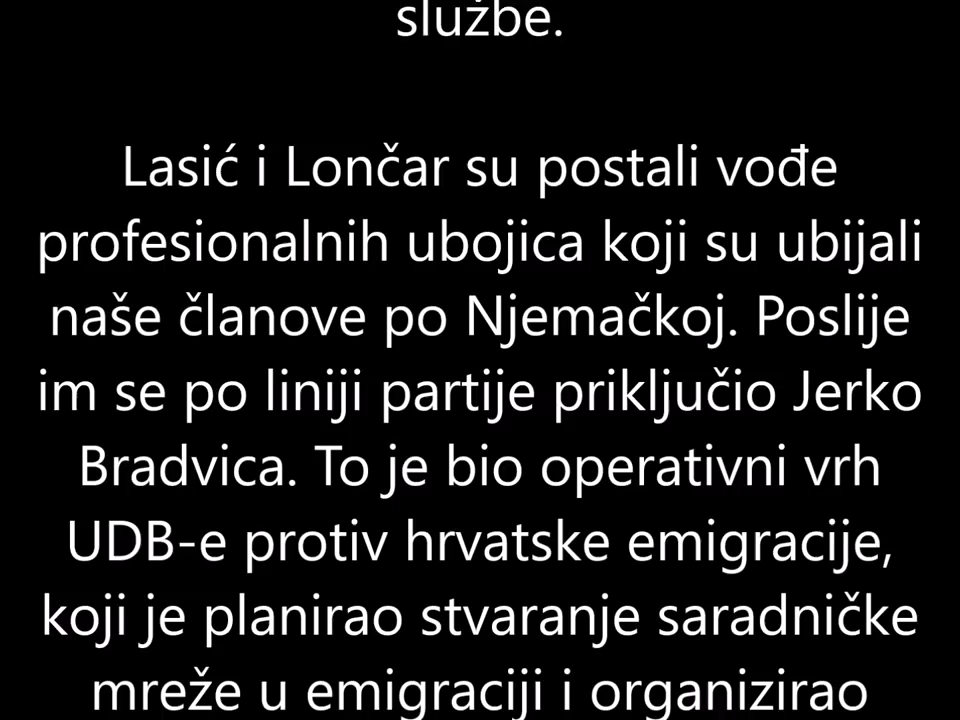 službe.
Lasić i Lončar su postali vođe
profesionalnih ubojica koji su ubijali
naše članove po Njemačkoj. Poslije
im se po liniji partije priključio Jerko
Bradvica. To je bio operativni vrh
UDB-e protiv hrvatske emigracije,
koji je planirao stvaranje saradničke
mreže u emigraciji i organizirao